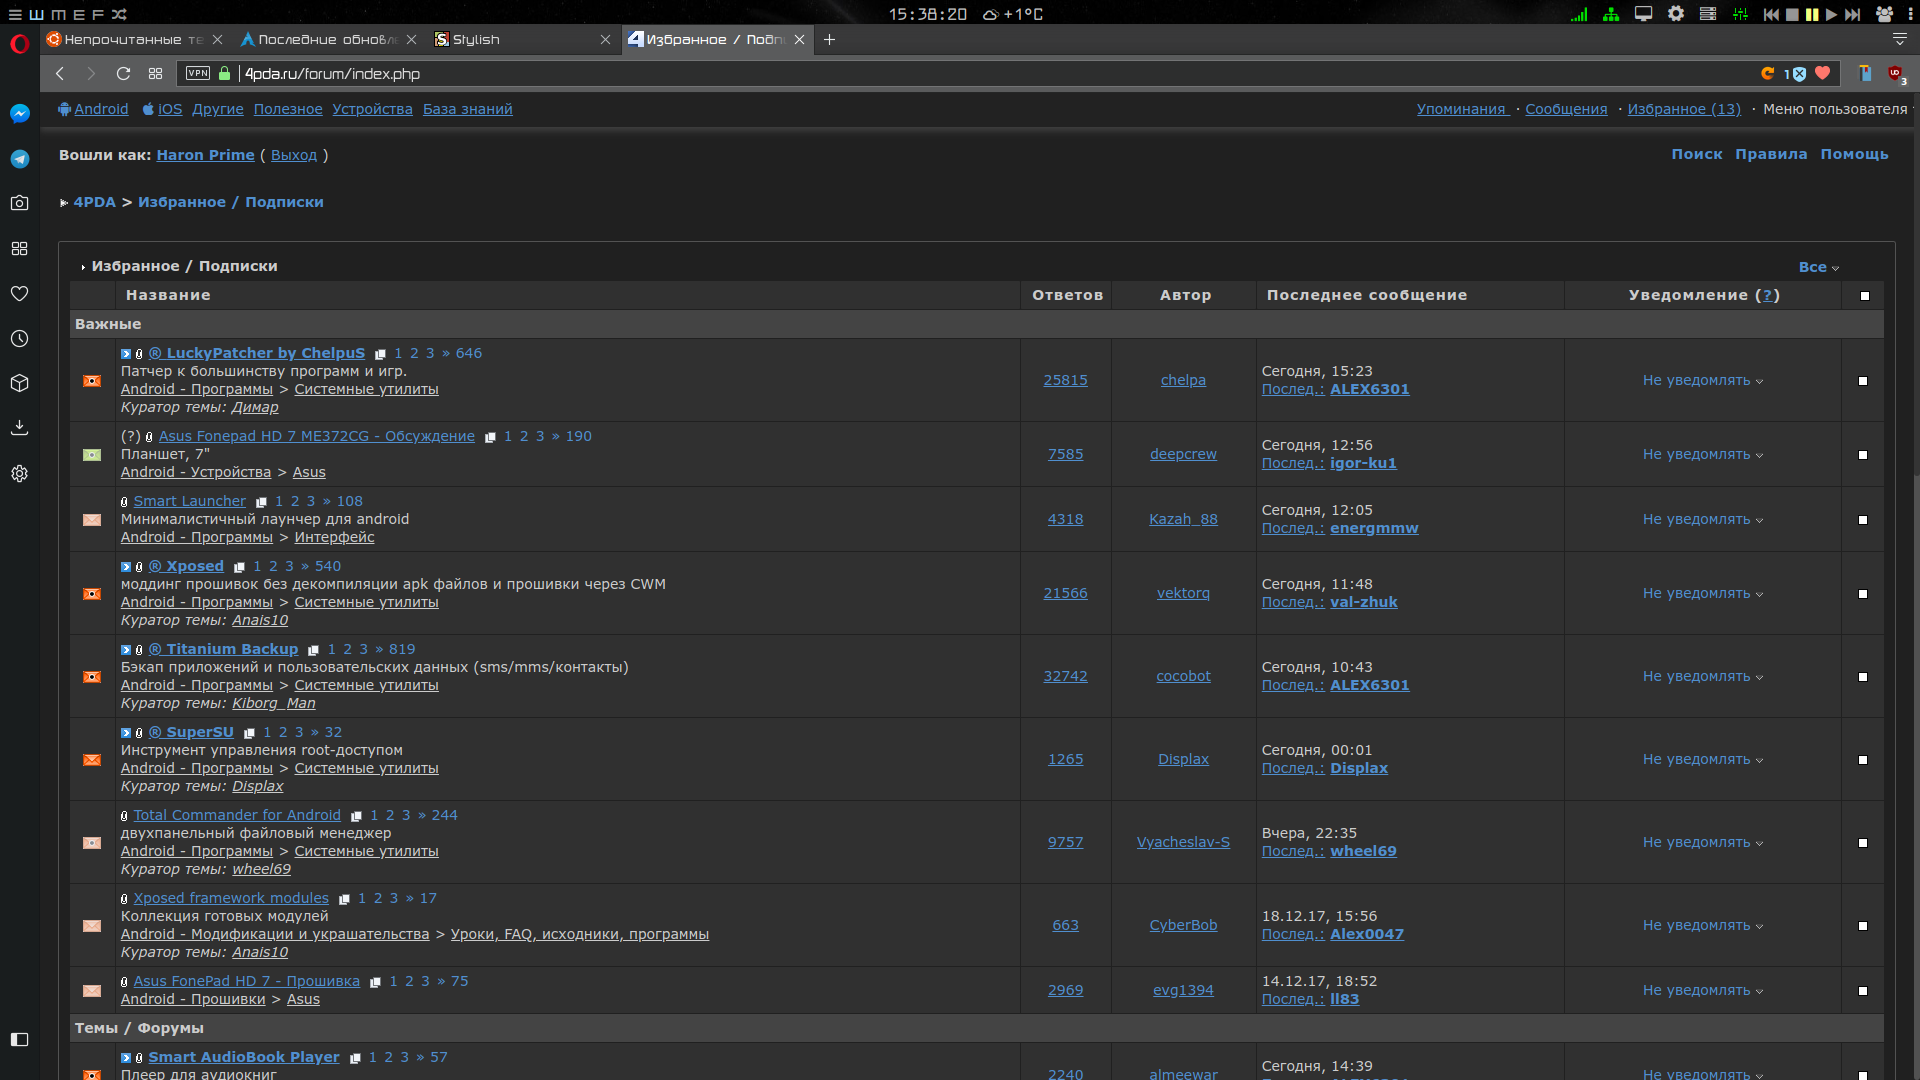 Ш M E F 15:38:20 +1°C
Непрочитанные те Последние обновле Stylish Избранное / Подп
VPN 4pda.ru/forum/index.php 1 3
Android iOS Другие Полезное Устройства База знаний Упоминания · Сообщения · Избранное (13) · Меню пользователя
Вошли как: Haron Prime ( Выход ) Поиск Правила Помощь
4PDA > Избранное / Подписки
Избранное / Подписки Все
Название Ответов Автор Последнее сообщение Уведомление (?)
Важные
® LuckyPatcher by ChelpuS 1 2 3 » 646
Патчер к большинству программ и игр.
Android - Программы > Системные утилиты
Куратор темы: Димар
25815 chelpa Сегодня, 15:23
Послед.: ALEX6301 Не уведомлять
(?) Asus Fonepad HD 7 ME372CG - Обсуждение 1 2 3 » 190
Планшет, 7"
Android - Устройства > Asus
7585 deepcrew Сегодня, 12:56
Послед.: igor-ku1 Не уведомлять
Smart Launcher 1 2 3 » 108
Минималистичный лаунчер для android
Android - Программы > Интерфейс
4318 Kazah_88 Сегодня, 12:05
Послед.: energmmw Не уведомлять
® Xposed 1 2 3 » 540
моддинг прошивок без декомпиляции apk файлов и прошивки через CWM
Android - Программы > Системные утилиты
Куратор темы: Anais10
21566 vektorq Сегодня, 11:48
Послед.: val-zhuk Не уведомлять
® Titanium Backup 1 2 3 » 819
Бэкап приложений и пользовательских данных (sms/mms/контакты)
Android - Программы > Системные утилиты
Куратор темы: Kiborg_Man
32742 cocobot Сегодня, 10:43
Послед.: ALEX6301 Не уведомлять
® SuperSU 1 2 3 » 32
Инструмент управления root-доступом
Android - Программы > Системные утилиты
Куратор темы: Displax
1265 Displax Сегодня, 00:01
Послед.: Displax Не уведомлять
Total Commander for Android 1 2 3 » 244
двухпанельный файловый менеджер
Android - Программы > Системные утилиты
Куратор темы: wheel69
9757 Vyacheslav-S Вчера, 22:35
Послед.: wheel69 Не уведомлять
Xposed framework modules 1 2 3 » 17
Коллекция готовых модулей
Android - Модификации и украшательства > Уроки, FAQ, исходники, программы
Куратор темы: Anais10
663 CyberBob 18.12.17, 15:56
Послед.: Alex0047 Не уведомлять
Asus FonePad HD 7 - Прошивка 1 2 3 » 75
Android - Прошивки > Asus
2969 evg1394 14.12.17, 18:52
Послед.: ll83 Не уведомлять
Темы / Форумы
Smart AudioBook Player 1 2 3 » 57
Плеер для аудиокниг
2240 almeewar Сегодня, 14:39
Не уведомлять